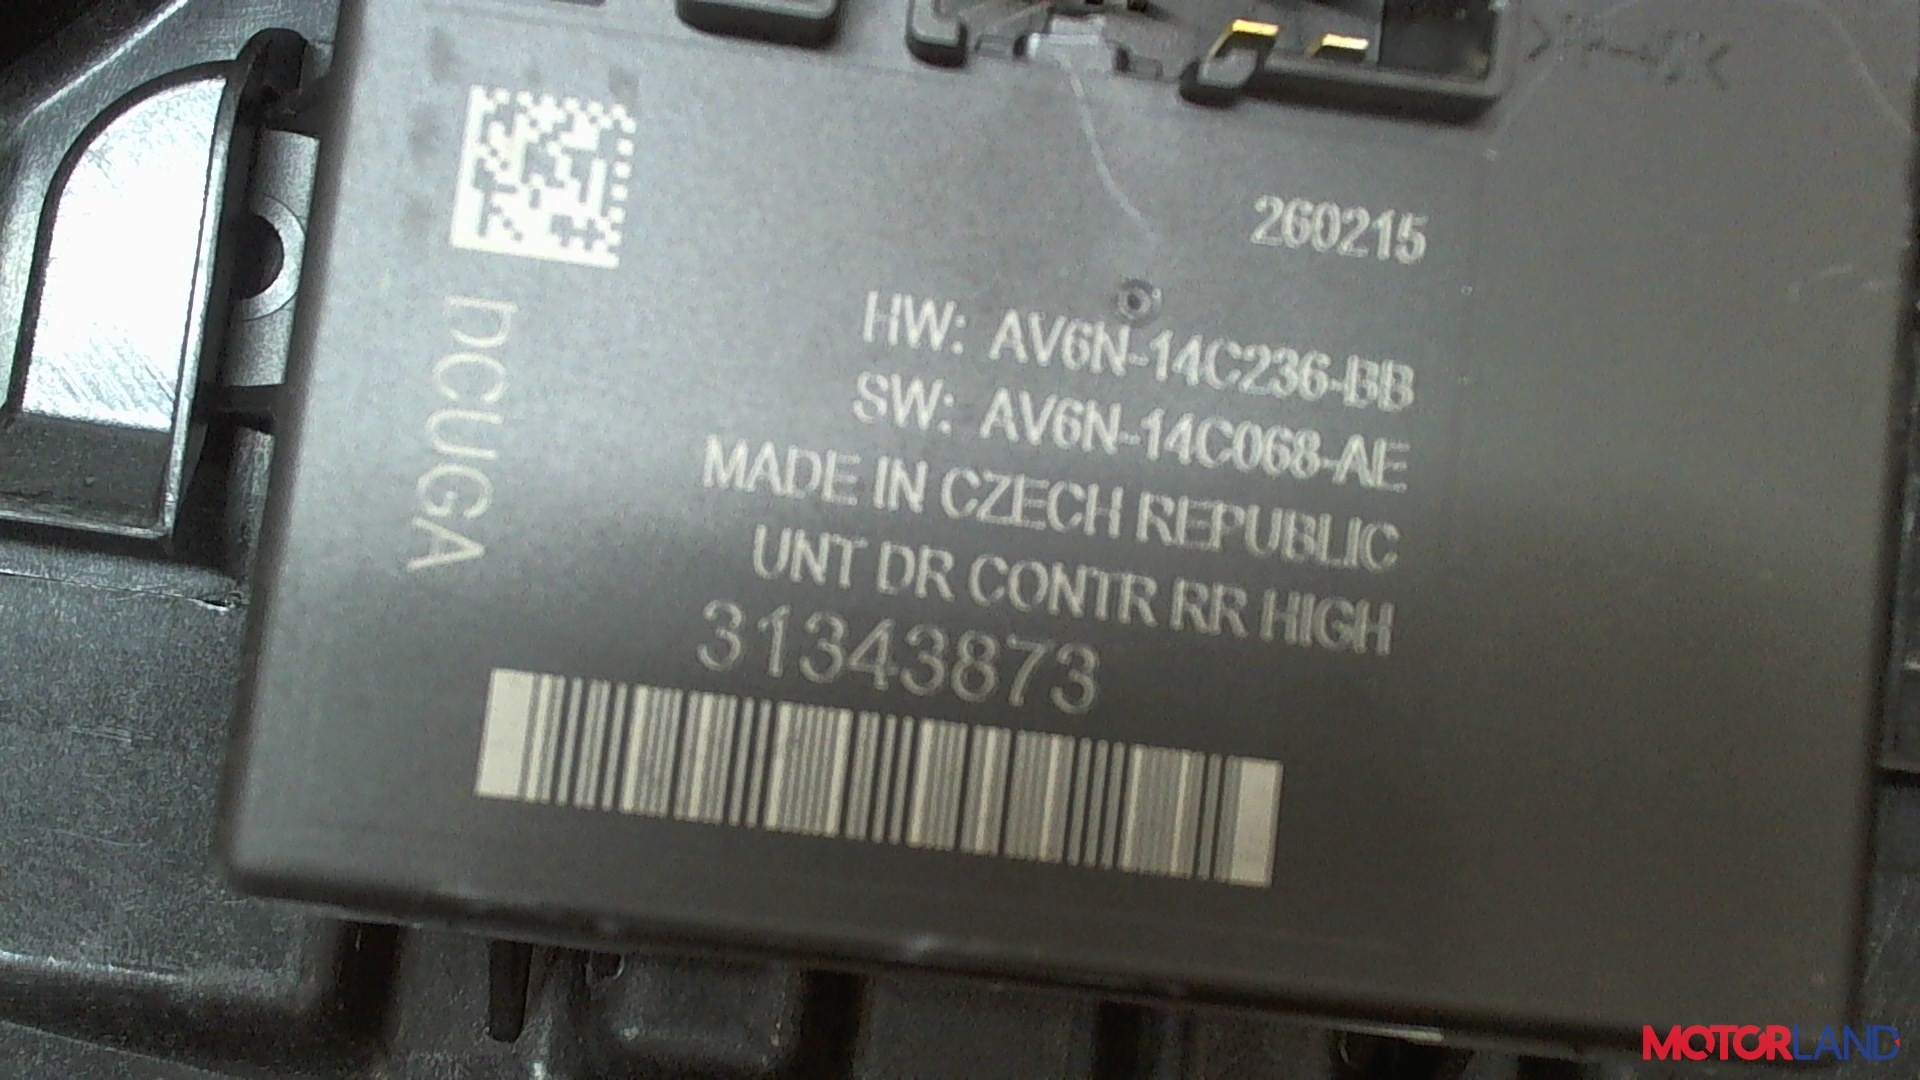 260215
HW: AV6N-14C236-BB
SW: AV6N-14C068-AE
MADE IN CZECH REPUBLIC
UNT DR CONTR RR HIGH
31343873
DCUGA
MOTORLAND